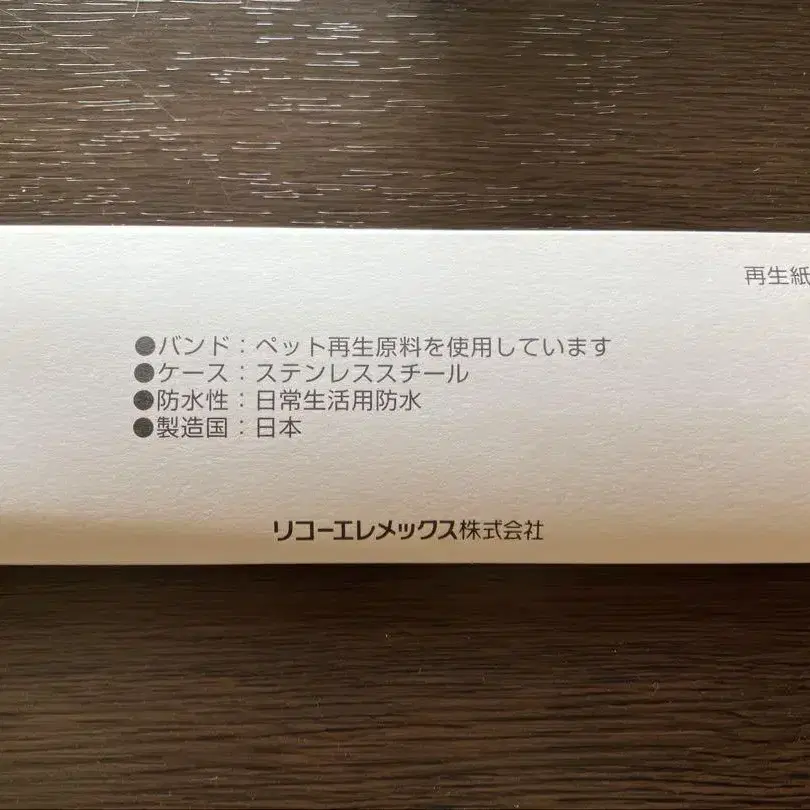 再生紙
●バンド：ペット再生原料を使用しています
●ケース：ステンレススチール
●防水性：日常生活用防水
●製造国：日本
リコーエレメックス株式会社